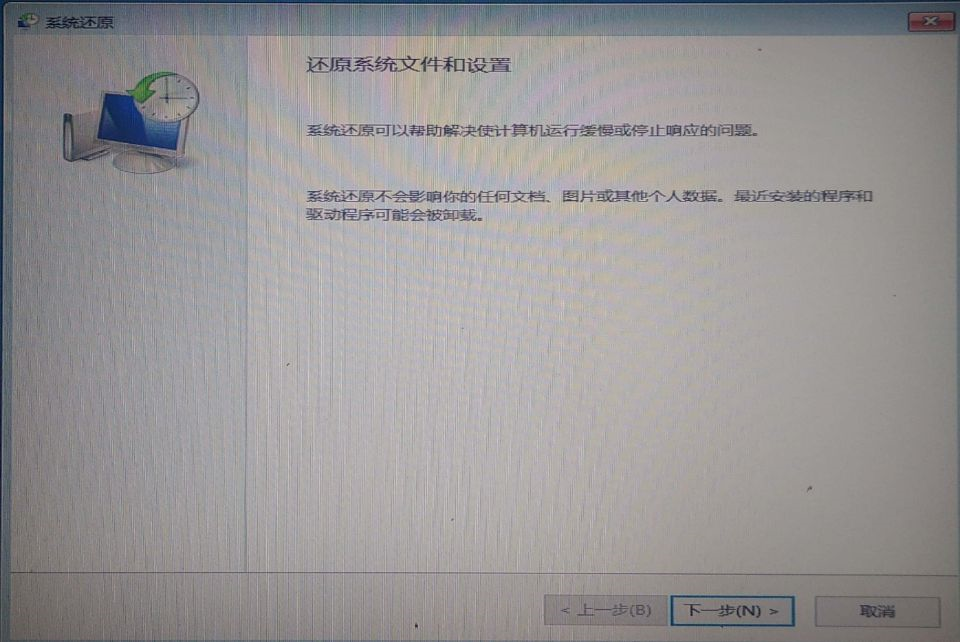 系统还原
还原系统文件和设置
系统还原可以帮助解决使计算机运行缓慢或停止响应的问题。
系统还原不会影响你的任何文档、图片或其他个人数据。最近安装的程序和
驱动程序可能会被卸载。
< 上一步(B)
下一步(N) >
取消